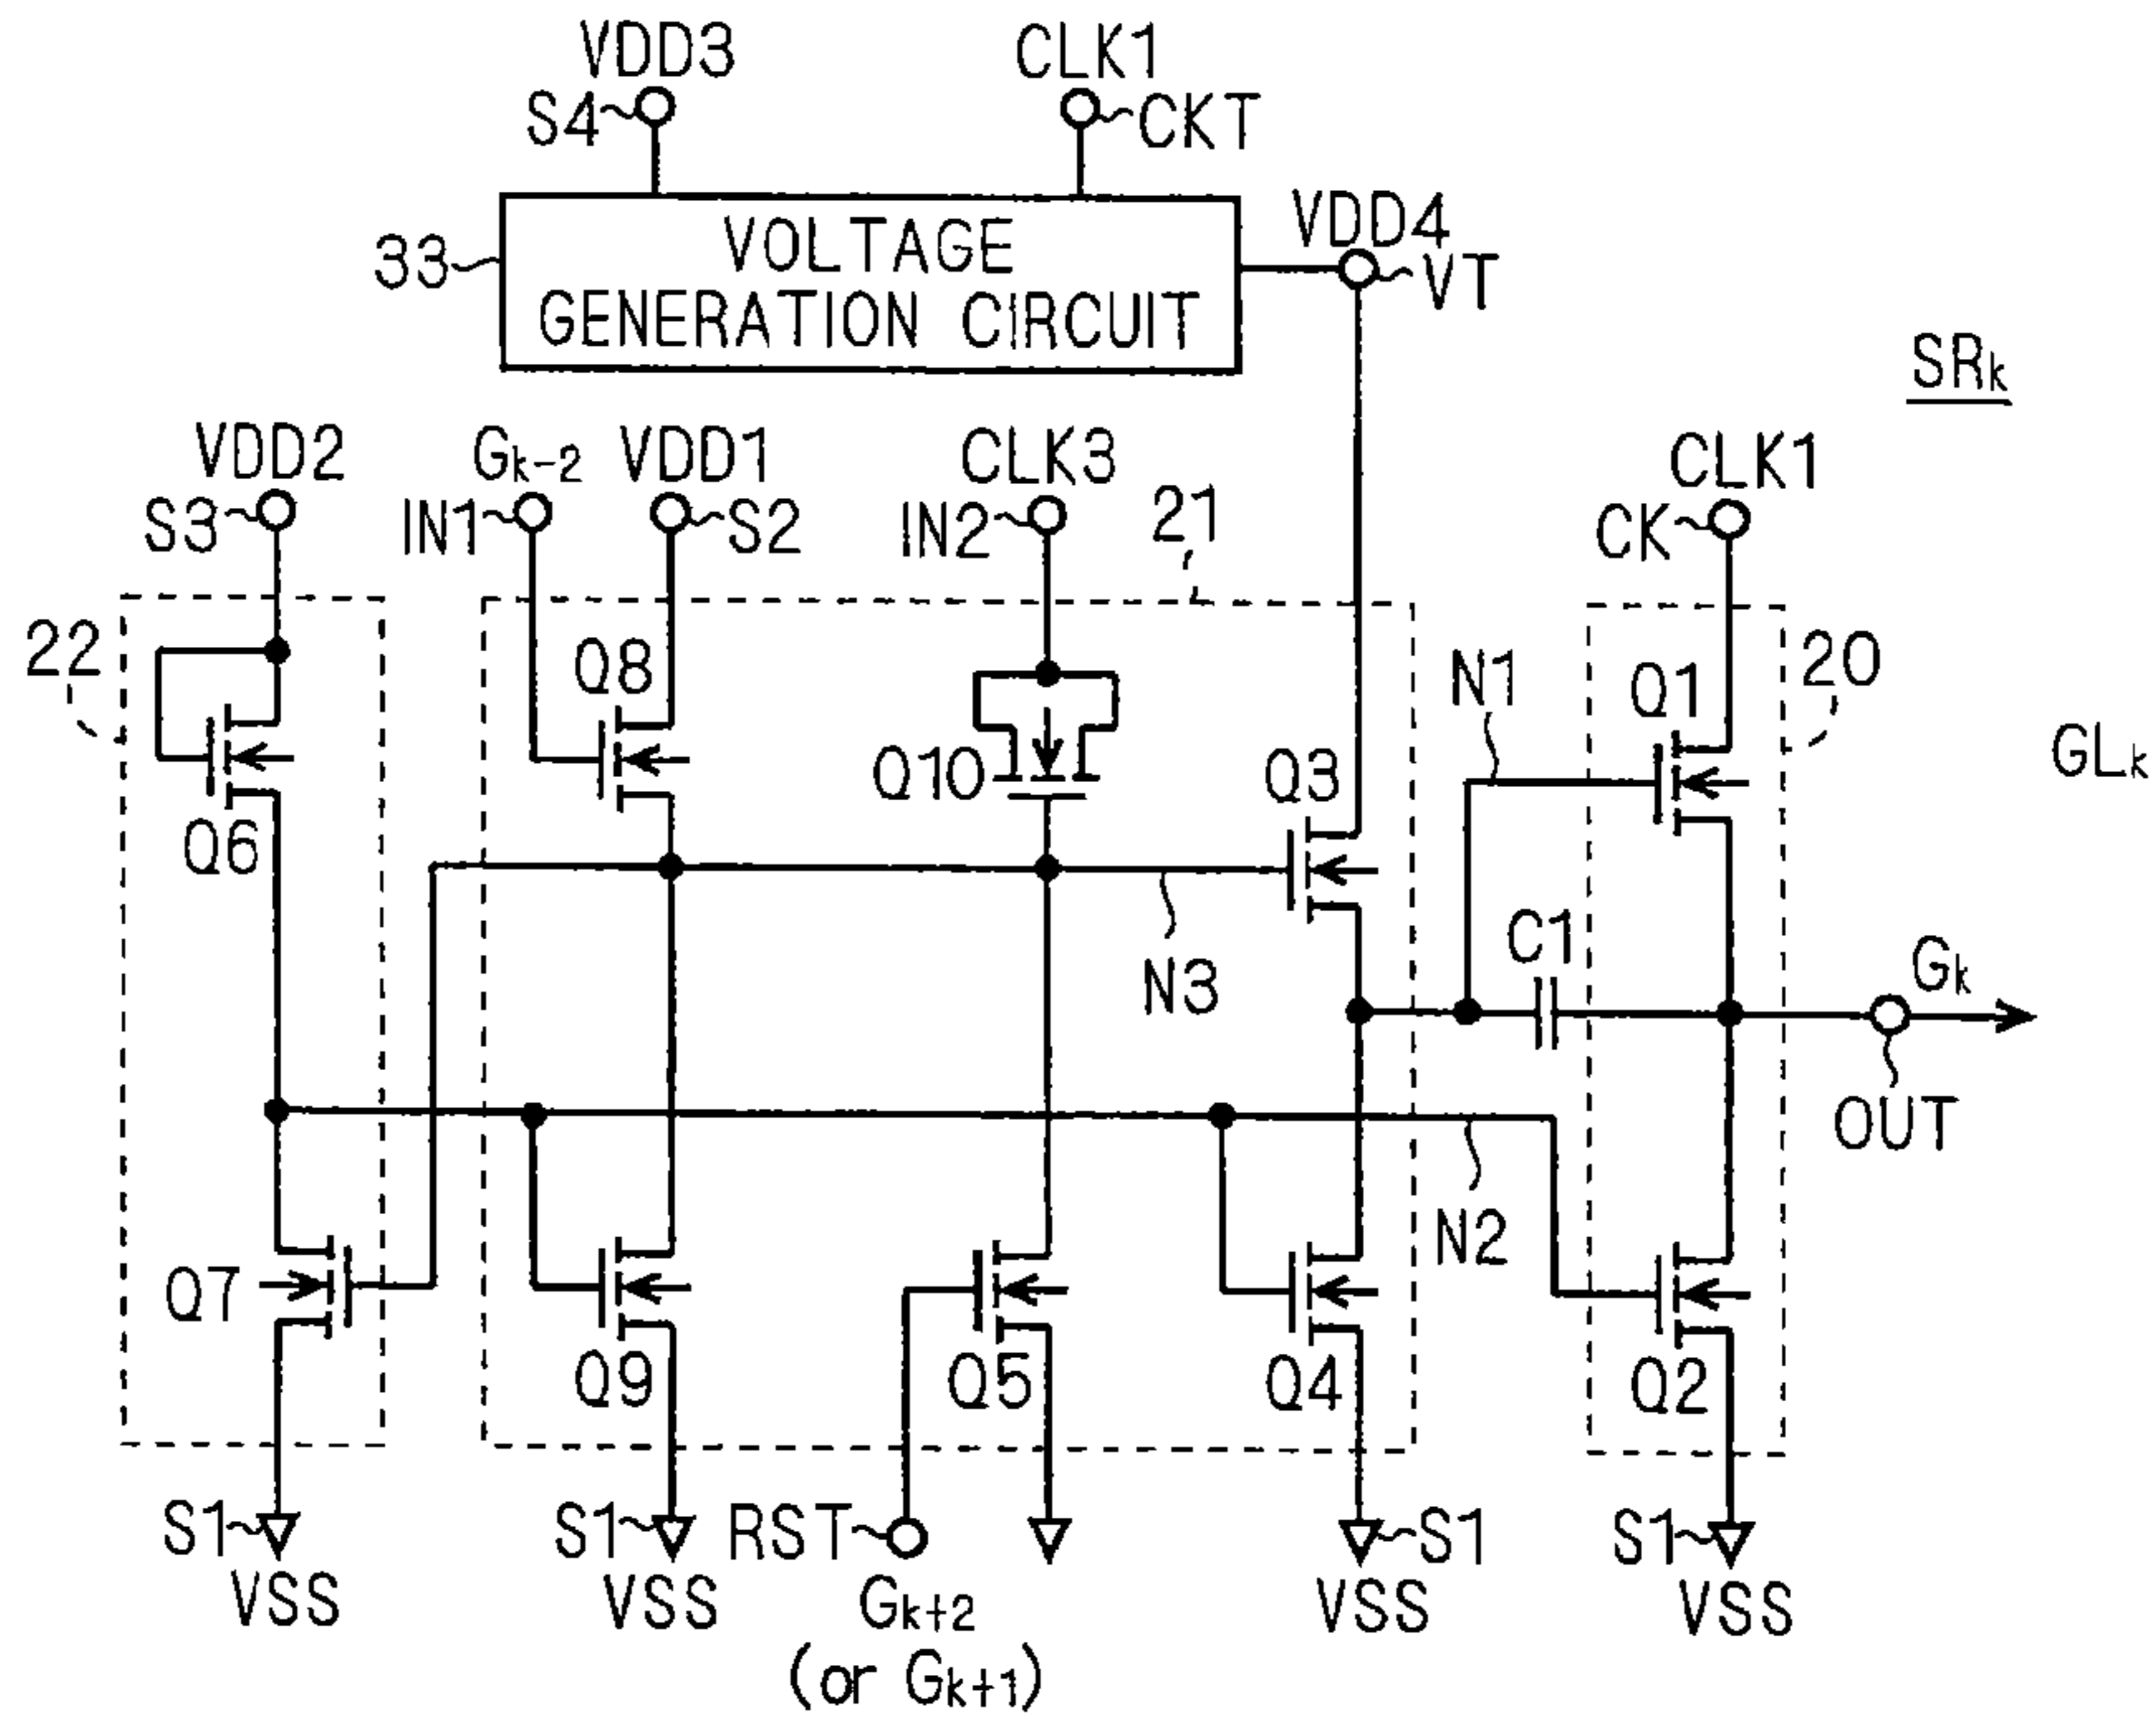 VDD3
CLK1
S4
CKT
VOLTAGE
GENERATION CIRCUIT
33
VDD4
VT
SRk
VDD2
Gk-2
VDD1
CLK3
CLK1
S3
IN1
S2
IN2
21
CK
22
Q8
N1
Q1
20
GLk
Q10
Q3
Q6
C1
Gk
N3
OUT
N2
Q7
Q9
Q5
Q4
Q2
S1
S1
RST
S1
S1
VSS
VSS
Gk+2
VSS
VSS
(or Gk+1)